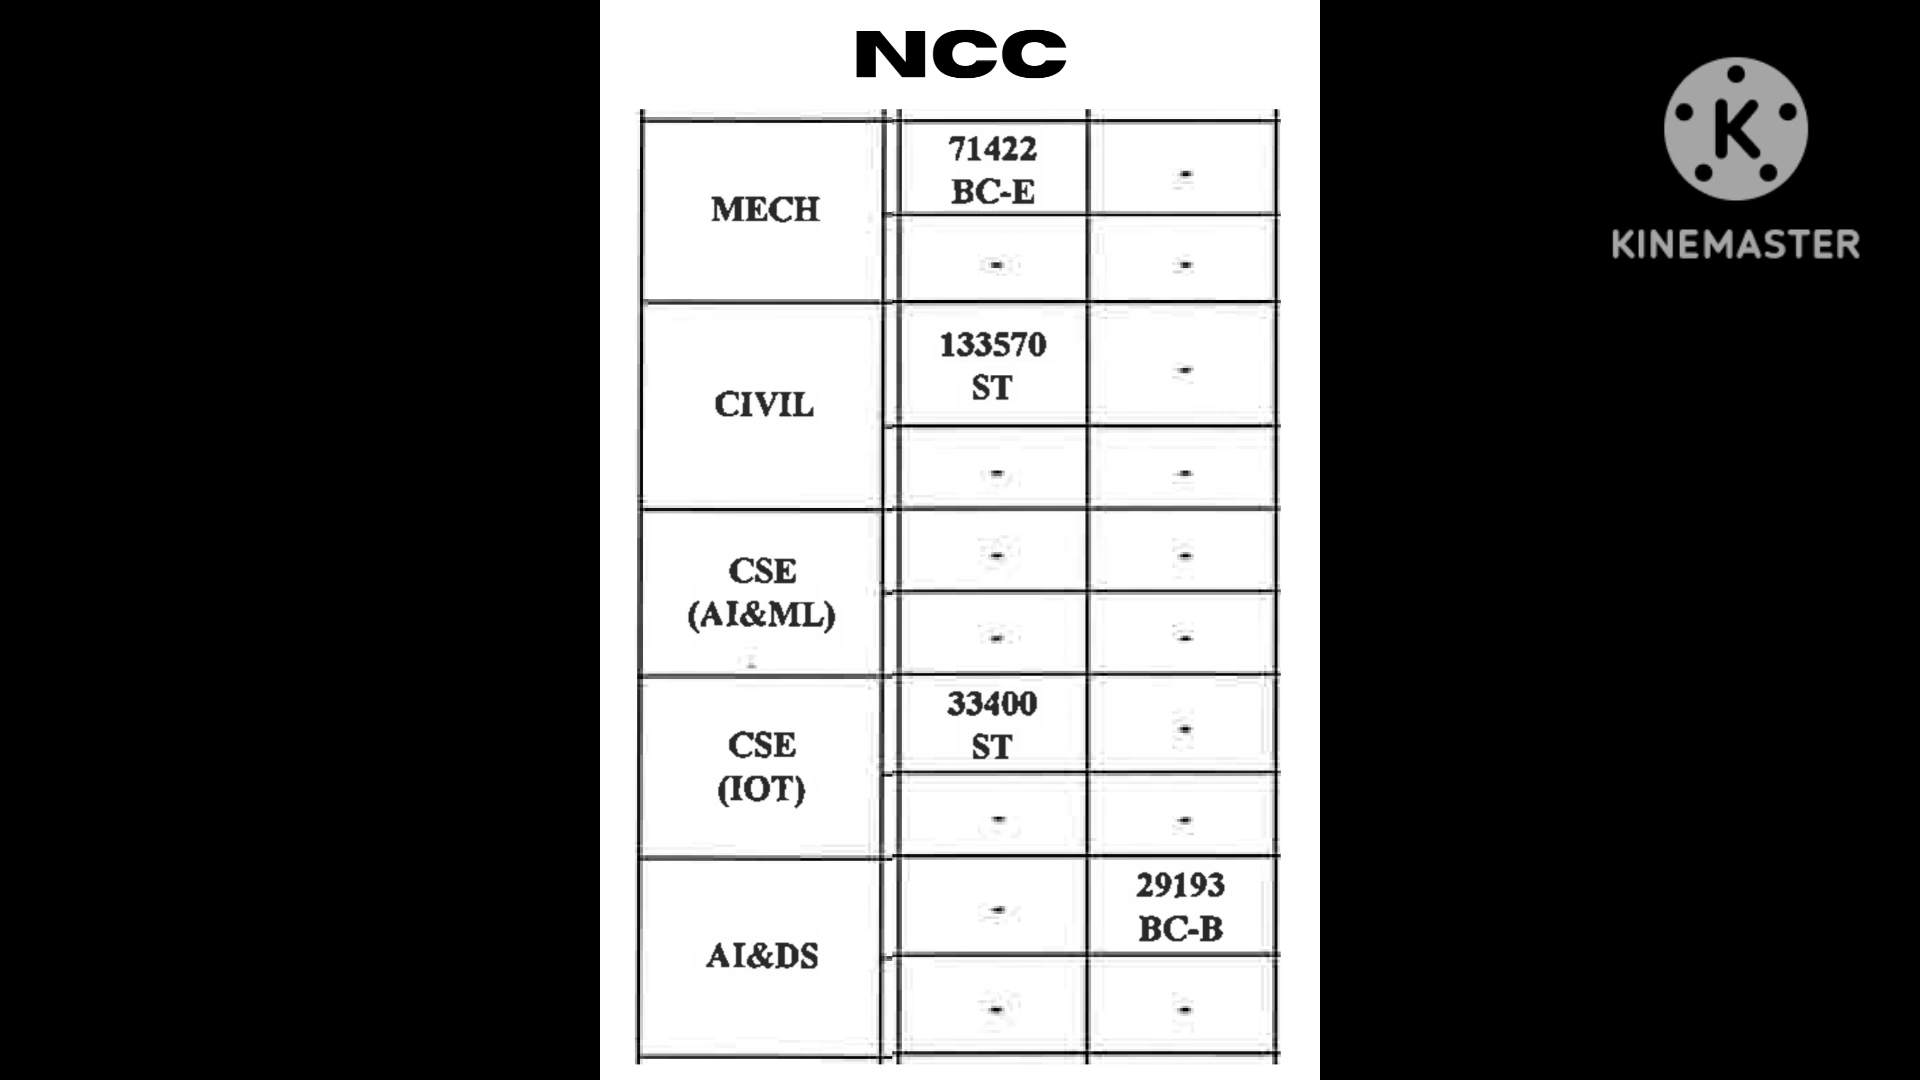 NCC
71422
BC-E
-
MECH
-
-
133570
ST
-
CIVIL
-
-
CSE
(AI&ML)
-
-
-
-
33400
ST
-
CSE
(IOT)
-
-
-
29193
BC-B
AI&DS
-
-
K
KINEMASTER